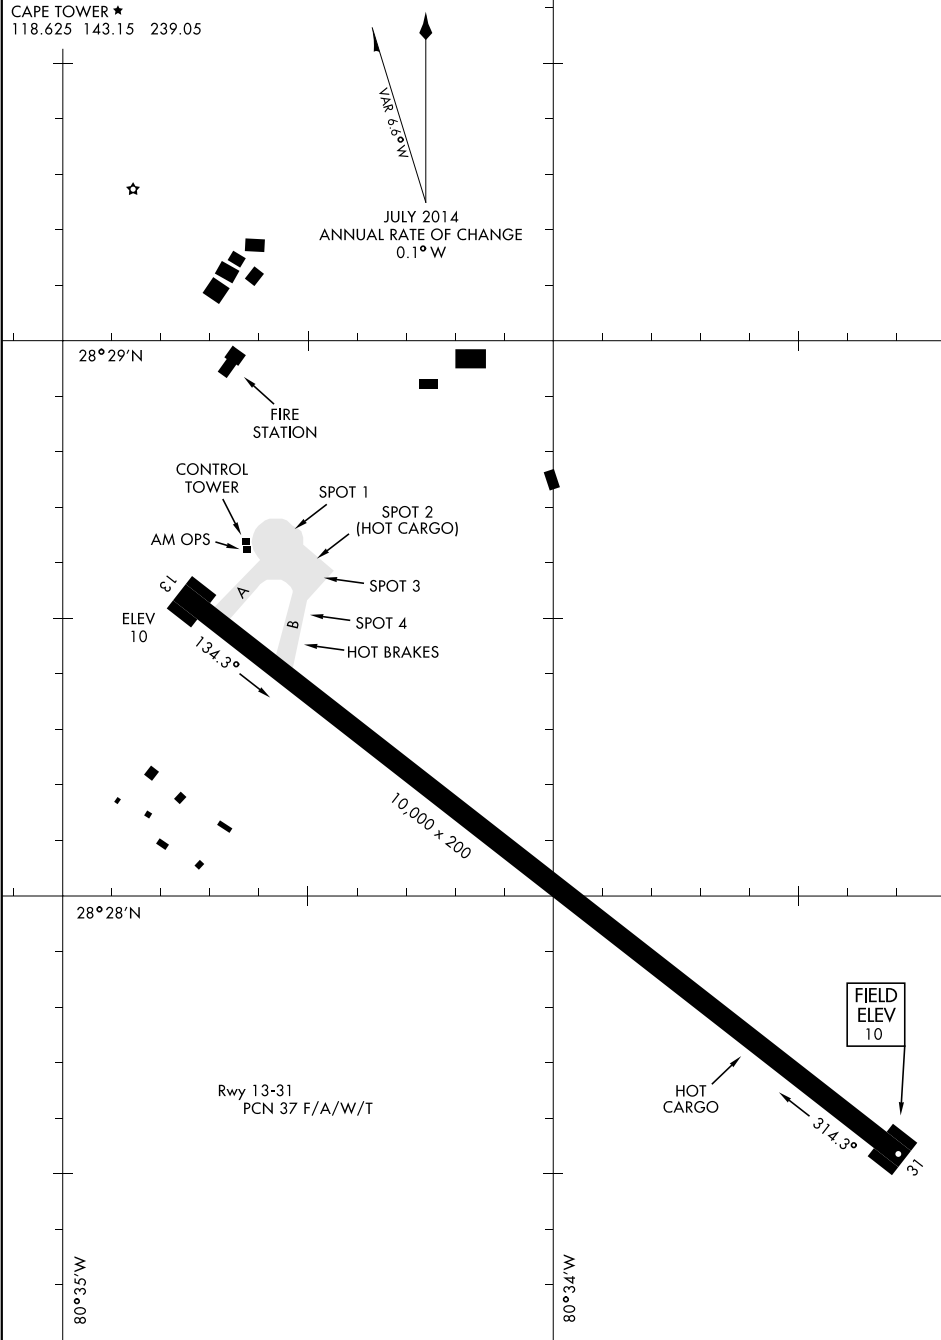 CAPE TOWER ★
118.625 143.15 239.05
VAR 6.6° W
JULY 2014
ANNUAL RATE OF CHANGE
0.1° W
28° 29'N
FIRE
STATION
CONTROL
TOWER
SPOT 1
SPOT 2
(HOT CARGO)
AM OPS
SPOT 3
13
A
ELEV
10
B
SPOT 4
HOT BRAKES
134.3°
10,000 x 200
28° 28'N
FIELD
ELEV
10
Rwy 13-31
PCN 37 F/A/W/T
HOT
CARGO
314.3°
31
80° 35'W
80° 34'W